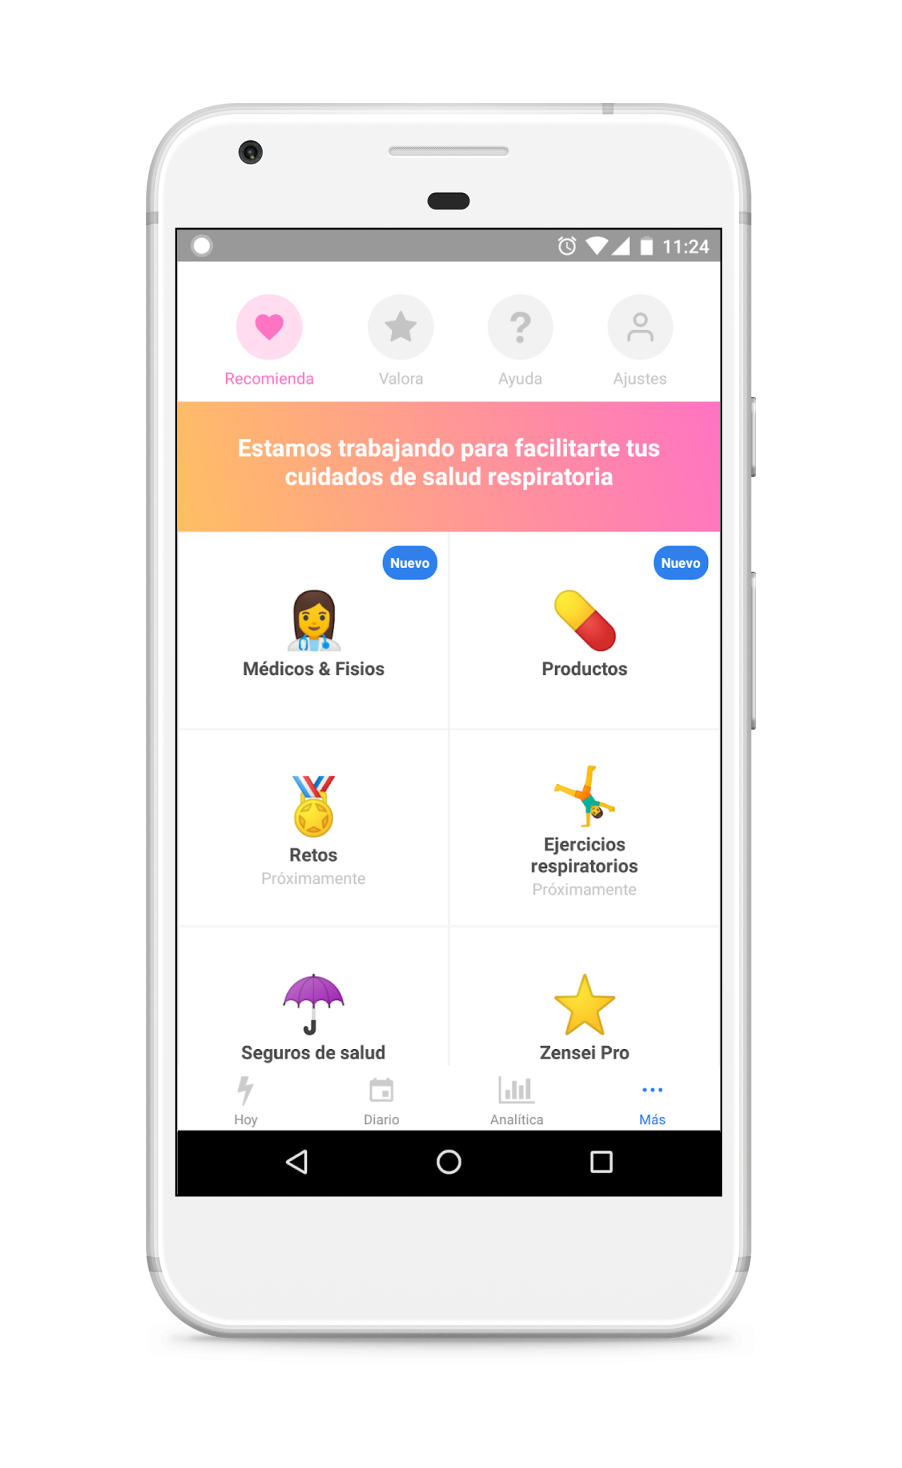 11:24
Recomienda
Valora
Ayuda
Ajustes
Estamos trabajando para facilitarte tus
cuidados de salud respiratoria
Nuevo
Médicos & Fisios
Nuevo
Productos
Retos
Próximamente
Ejercicios
respiratorios
Próximamente
Seguros de salud
Zensei Pro
Hoy
Diario
Analítica
Más